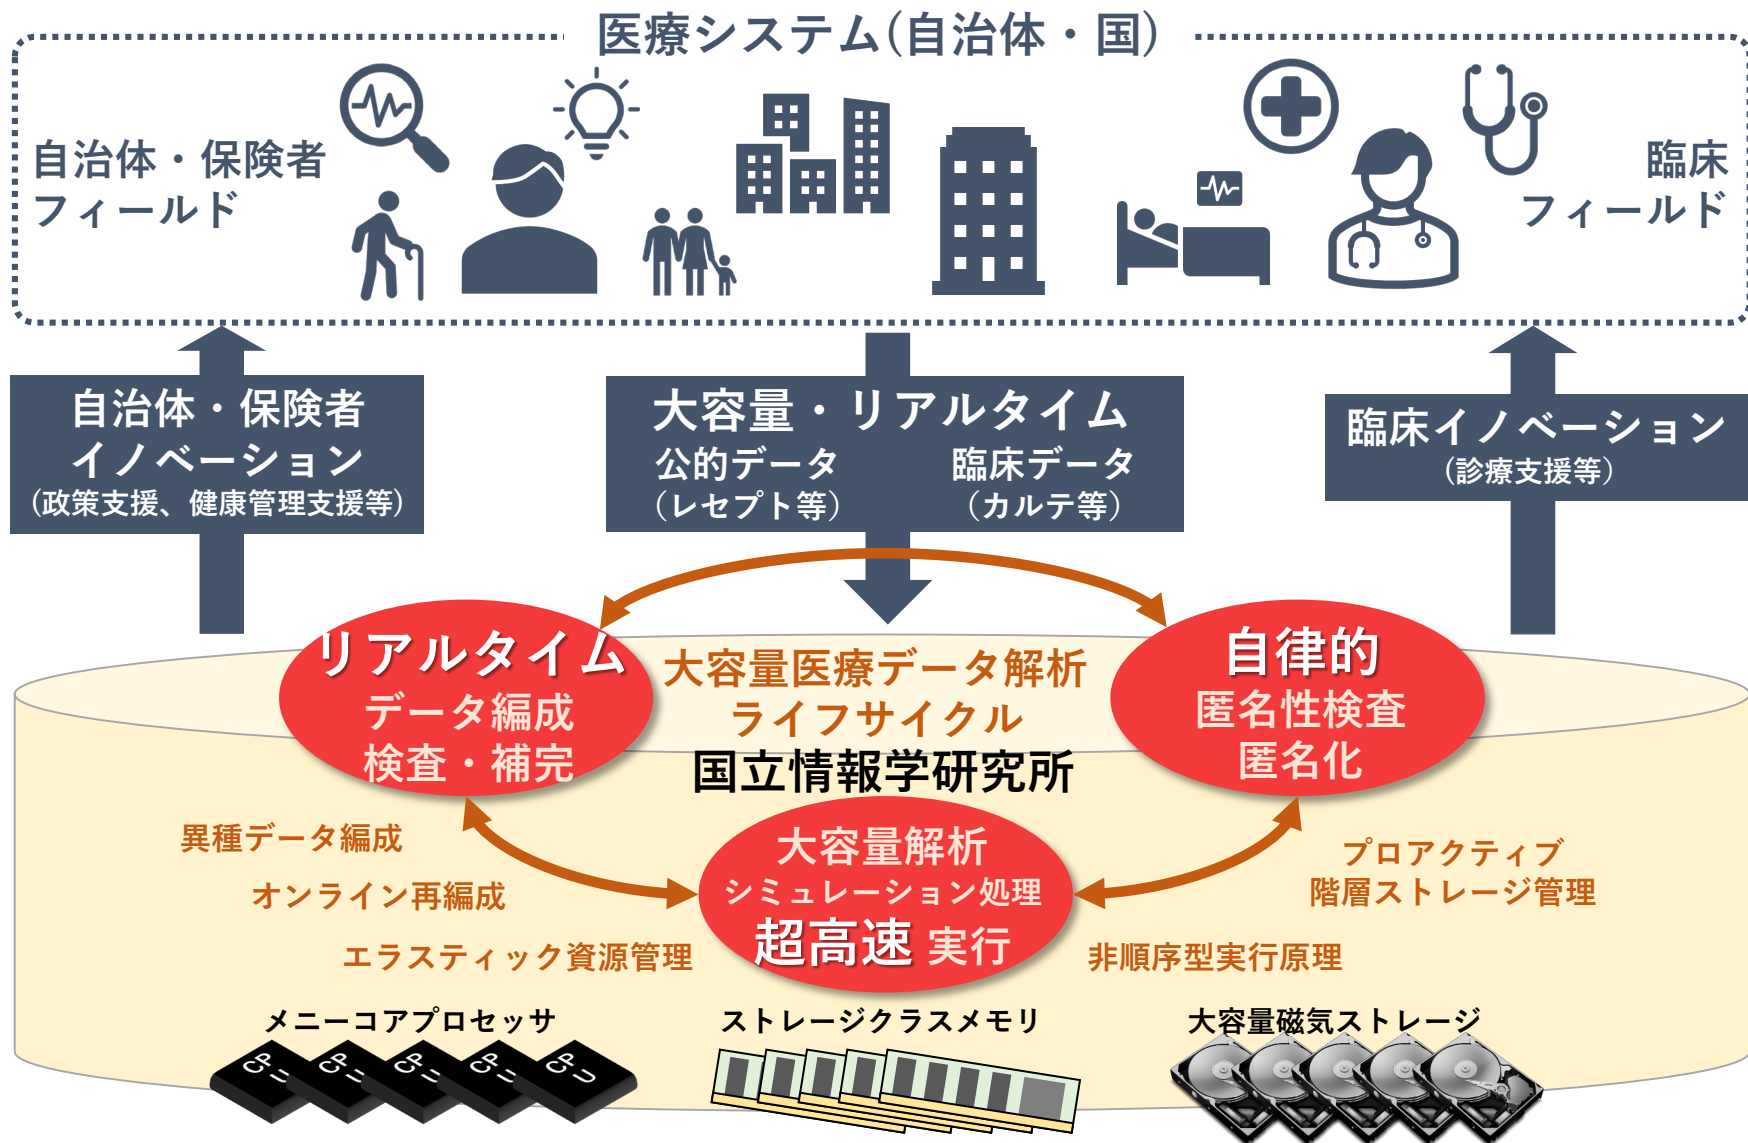 医療システム(自治体・国)
自治体・保険者
フィールド
臨床
フィールド
自治体・保険者
イノベーション
(政策支援、健康管理支援等)
大容量・リアルタイム
公的データ
(レセプト等)
臨床データ
(カルテ等)
臨床イノベーション
(診療支援等)
リアルタイム
データ編成
検査・補完
大容量医療データ解析
ライフサイクル
国立情報学研究所
自律的
匿名性検査
匿名化
大容量解析
シミュレーション処理
超高速 実行
異種データ編成
オンライン再編成
エラスティック資源管理
プロアクティブ
階層ストレージ管理
非順序型実行原理
メニーコアプロセッサ
ストレージクラスメモリ
大容量磁気ストレージ
CP
U
CP
U
CP
U
CP
U
CP
U